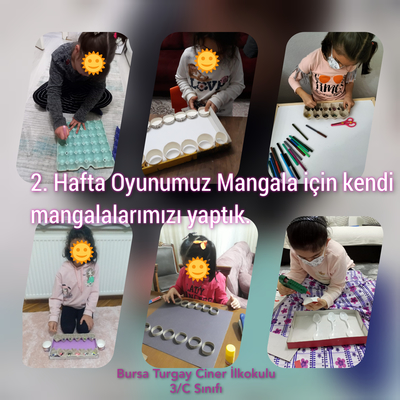 2. Hafta Oyunumuz Mangala için kendi
mangalalarımızı yaptık.
Bursa Turgay Ciner İlkokulu
3/C Sınıfı